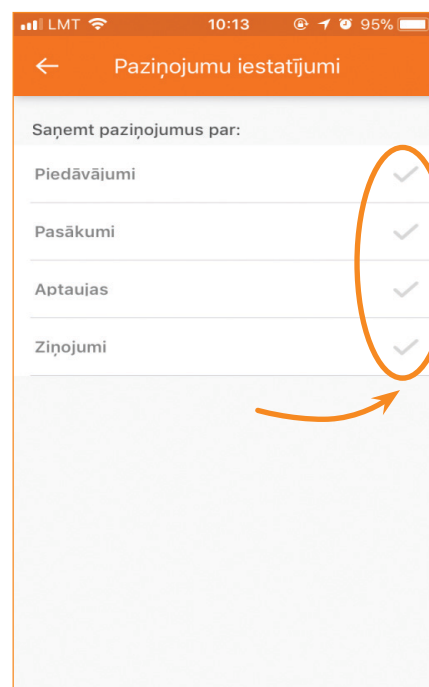 LMT 10:13 95%
Paziņojumu iestatījumi
Saņemt paziņojumus par:
Piedāvājumi
Pasākumi
Aptaujas
Ziņojumi